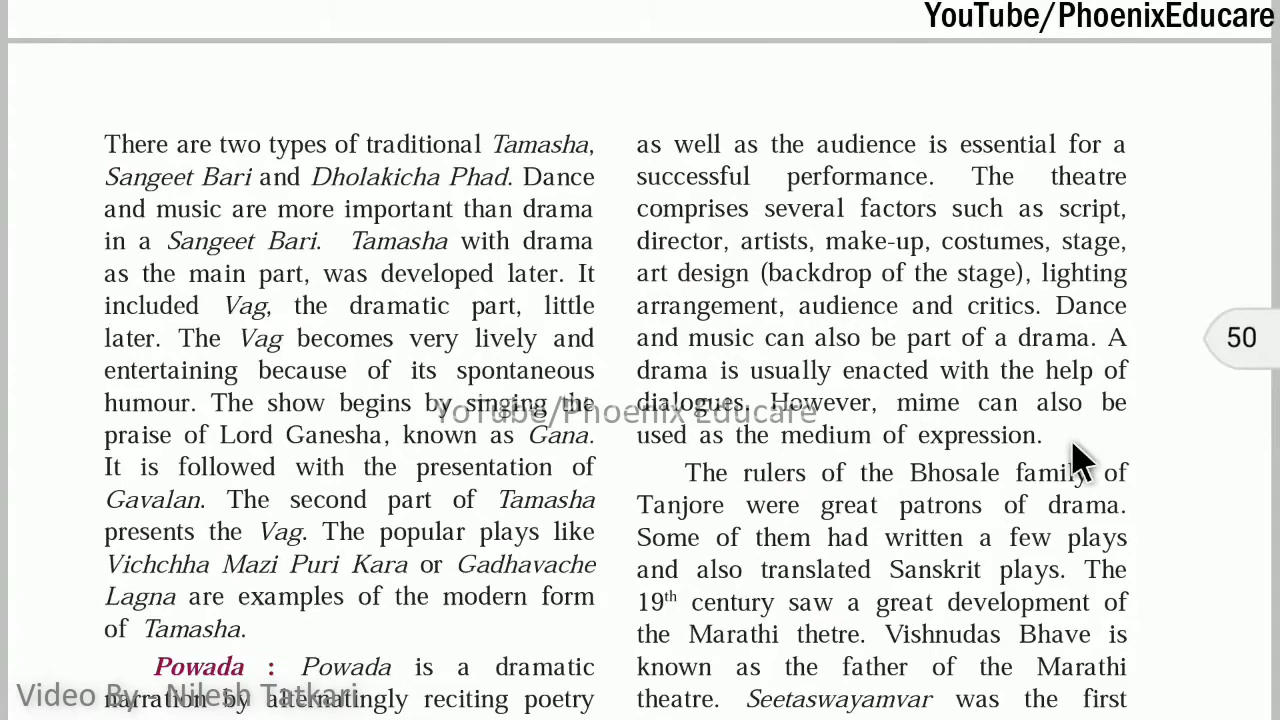 YouTube/PhoenixEducare
There are two types of traditional Tamasha,
Sangeet Bari and Dholakicha Phad. Dance
and music are more important than drama
in a Sangeet Bari. Tamasha with drama
as the main part, was developed later. It
included Vag, the dramatic part, little
later. The Vag becomes very lively and
entertaining because of its spontaneous
humour. The show begins by singing the
praise of Lord Ganesha, known as Gana.
It is followed with the presentation of
Gavalan. The second part of Tamasha
presents the Vag. The popular plays like
Vichchha Mazi Puri Kara or Gadhavache
Lagna are examples of the modern form
of Tamasha.
Powada : Powada is a dramatic
narration by alternatingly reciting poetry
as well as the audience is essential for a
successful performance. The theatre
comprises several factors such as script,
director, artists, make-up, costumes, stage,
art design (backdrop of the stage), lighting
arrangement, audience and critics. Dance
and music can also be part of a drama. A
drama is usually enacted with the help of
dialogues. However, mime can also be
used as the medium of expression.
The rulers of the Bhosale family of
Tanjore were great patrons of drama.
Some of them had written a few plays
and also translated Sanskrit plays. The
19th century saw a great development of
the Marathi thetre. Vishnudas Bhave is
known as the father of the Marathi
theatre. Seetaswayamvar was the first
50
YouTube/Phoenix Educare
Video By - Nilesh Tatkari